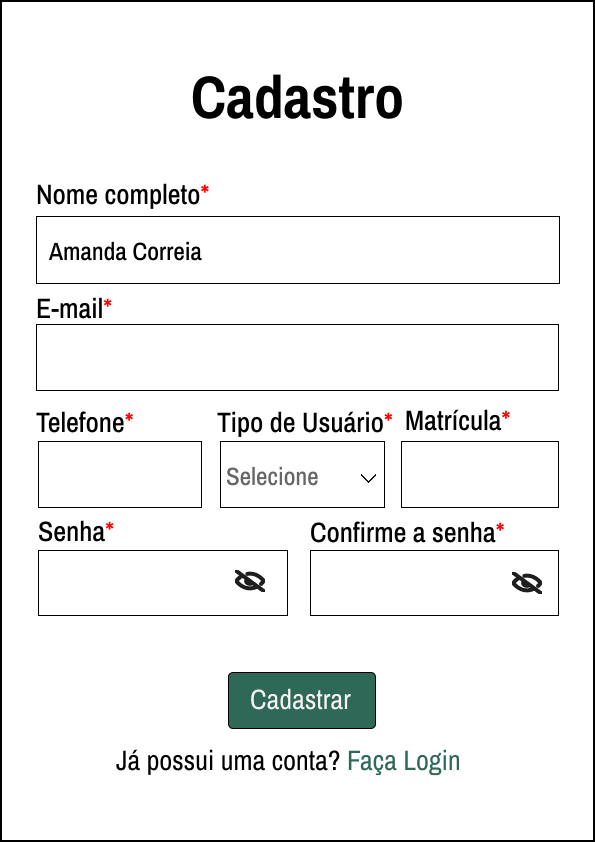 Cadastro
Nome completo*
Amanda Correia
E-mail*
Telefone* Tipo de Usuário* Matrícula*
Selecione
Senha* Confirme a senha*
Cadastrar
Já possui uma conta? Faça Login